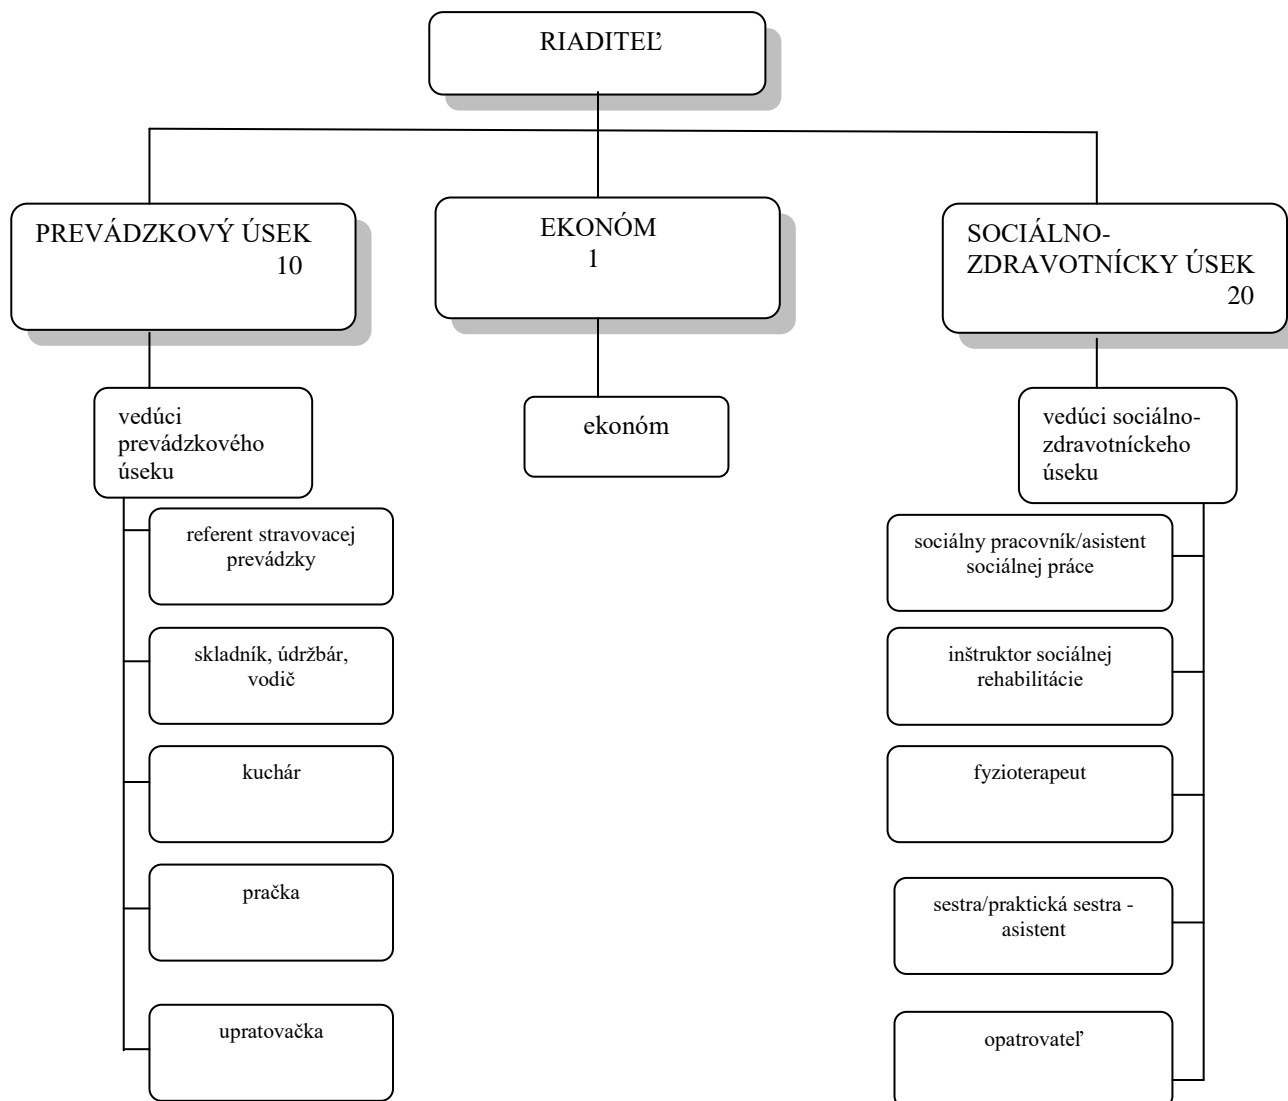 RIADITEĽ
PREVÁDZKOVÝ ÚSEK
10
EKONÓM
1
SOCIÁLNO-
ZDRAVOTNÍCKY ÚSEK
20
vedúci
prevádzkového
úseku
ekonóm
vedúci sociálno-
zdravotníckeho
úseku
referent stravovacej
prevádzky
skladník, údržbár,
vodič
kuchár
pračka
upratovačka
sociálny pracovník/asistent
sociálnej práce
inštruktor sociálnej
rehabilitácie
fyzioterapeut
sestra/praktická sestra -
asistent
opatrovateľ